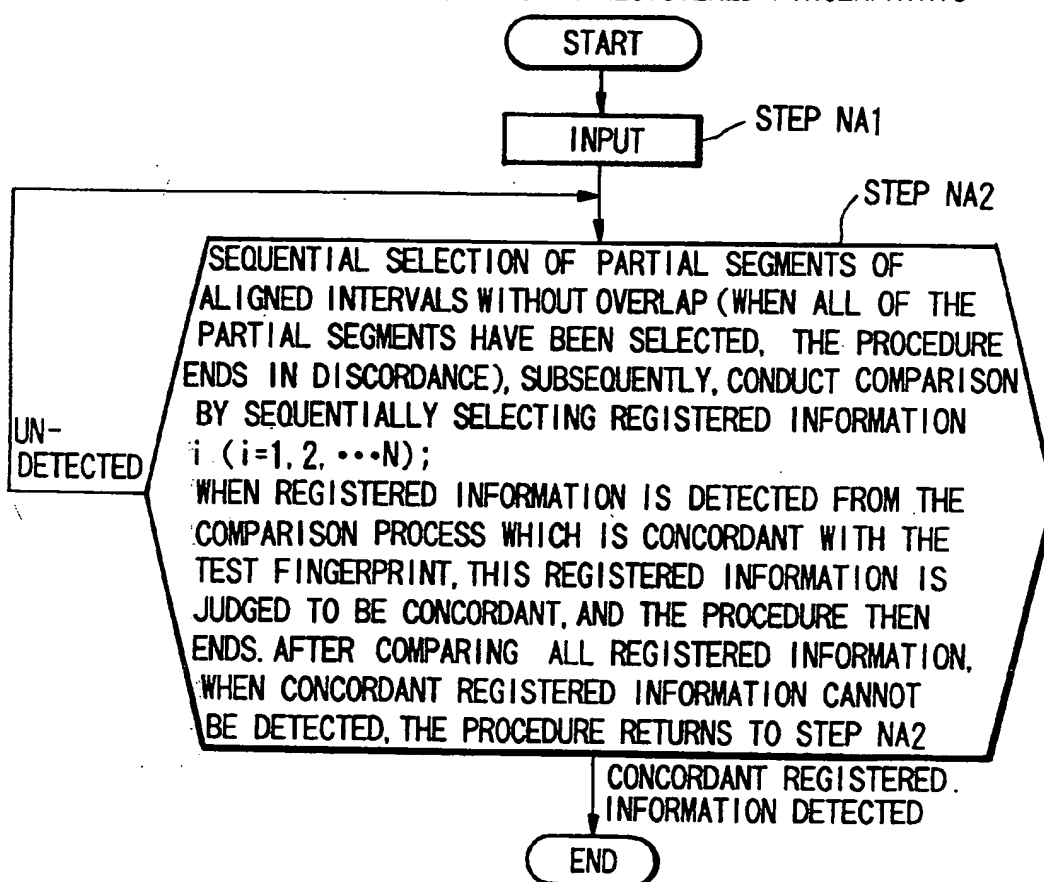 REGISTERED FINGERPRINTS
START
INPUT
STEP NA1
STEP NA2
SEQUENTIAL SELECTION OF PARTIAL SEGMENTS OF
ALIGNED INTERVALS WITHOUT OVERLAP (WHEN ALL OF THE
PARTIAL SEGMENTS HAVE BEEN SELECTED, THE PROCEDURE
ENDS IN DISCORDANCE), SUBSEQUENTLY, CONDUCT COMPARISON
BY SEQUENTIALLY SELECTING REGISTERED INFORMATION
i (i=1, 2, •••N);
WHEN REGISTERED INFORMATION IS DETECTED FROM THE
COMPARISON PROCESS WHICH IS CONCORDANT WITH THE
TEST FINGERPRINT, THIS REGISTERED INFORMATION IS
JUDGED TO BE CONCORDANT, AND THE PROCEDURE THEN
ENDS. AFTER COMPARING ALL REGISTERED INFORMATION,
WHEN CONCORDANT REGISTERED INFORMATION CANNOT
BE DETECTED, THE PROCEDURE RETURNS TO STEP NA2
UN-
DETECTED
CONCORDANT REGISTERED
INFORMATION DETECTED
END